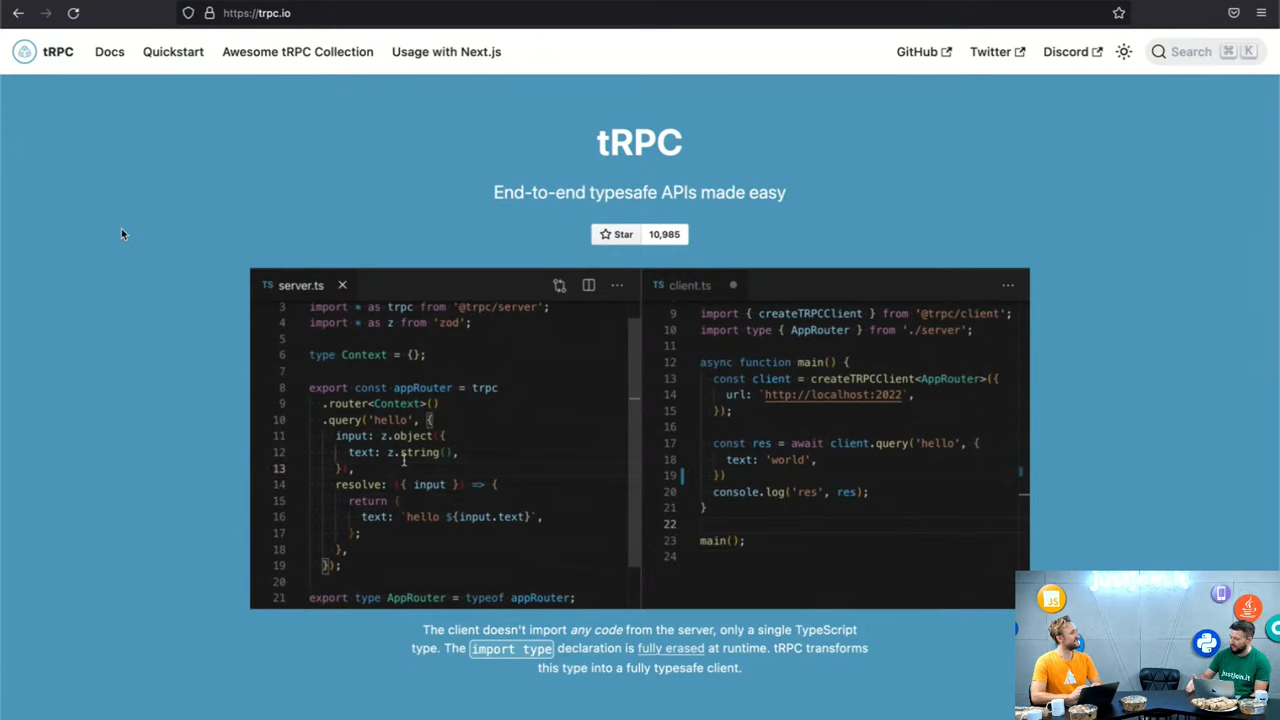 https://trpc.io
tRPC Docs Quickstart Awesome tRPC Collection Usage with Next.js GitHub Twitter Discord Search ⌘ K
tRPC
End-to-end typesafe APIs made easy
Star 10,985
TS server.ts
3 import * as trpc from '@trpc/server';
4 import * as z from 'zod';
5
6 type Context = {};
7
8 export const appRouter = trpc
9 .router<Context>()
10 .query('hello', {
11 input: z.object({
12 text: z.string(),
13 }),
14 resolve: ({ input }) => {
15 return {
16 text: `hello ${input.text}`,
17 };
18 },
19 });
20
21 export type AppRouter = typeof appRouter;
TS client.ts
9 import { createTRPCClient } from '@trpc/client';
10 import type { AppRouter } from './server';
11
12 async function main() {
13 const client = createTRPCClient<AppRouter>({
14 url: `http://localhost:2022`,
15 });
16
17 const res = await client.query('hello', {
18 text: 'world',
19 })
20 console.log('res', res);
21 }
22
23 main();
24
The client doesn't import any code from the server, only a single TypeScript
type. The import type declaration is fully erased at runtime. tRPC transforms
this type into a fully typesafe client.
justjoin.it
JS
justjoin.it